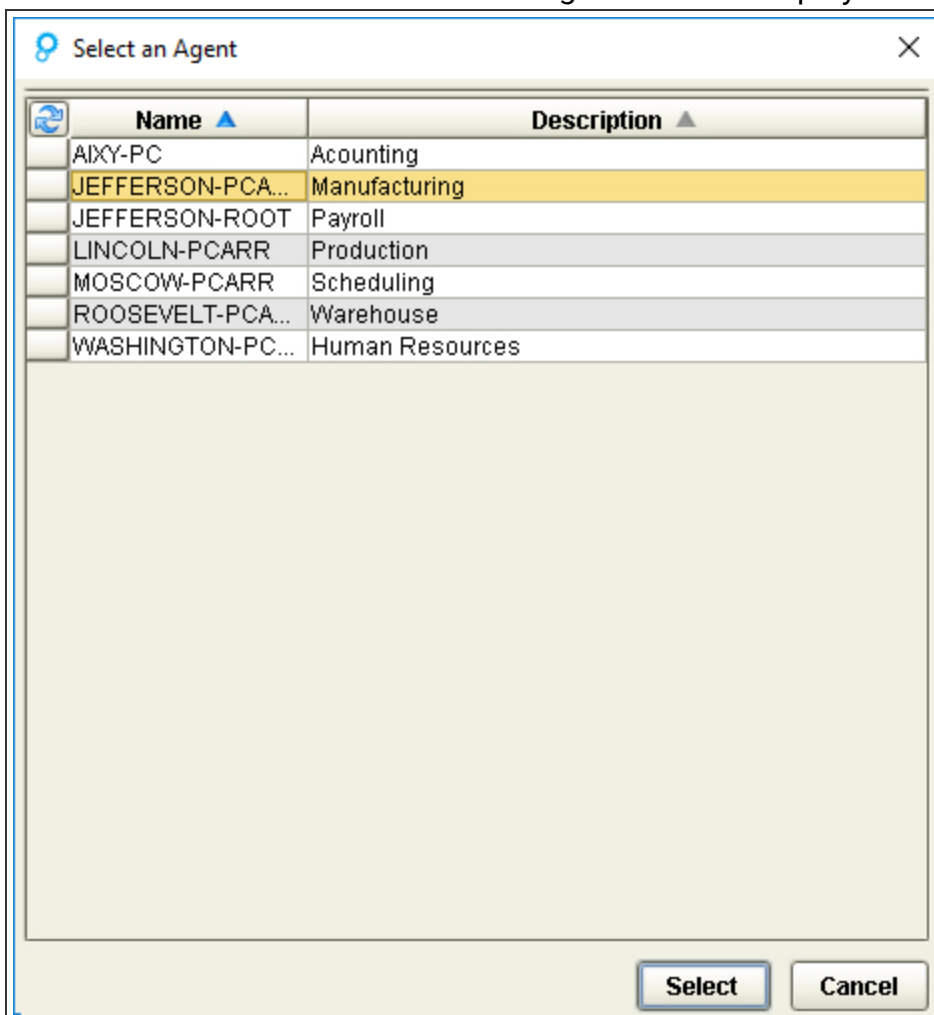 Select an Agent
Name Description
AIXY-PC Acounting
JEFFERSON-PCA... Manufacturing
JEFFERSON-ROOT Payroll
LINCOLN-PCARR Production
MOSCOW-PCARR Scheduling
ROOSEVELT-PCA... Warehouse
WASHINGTON-PC... Human Resources
Select Cancel